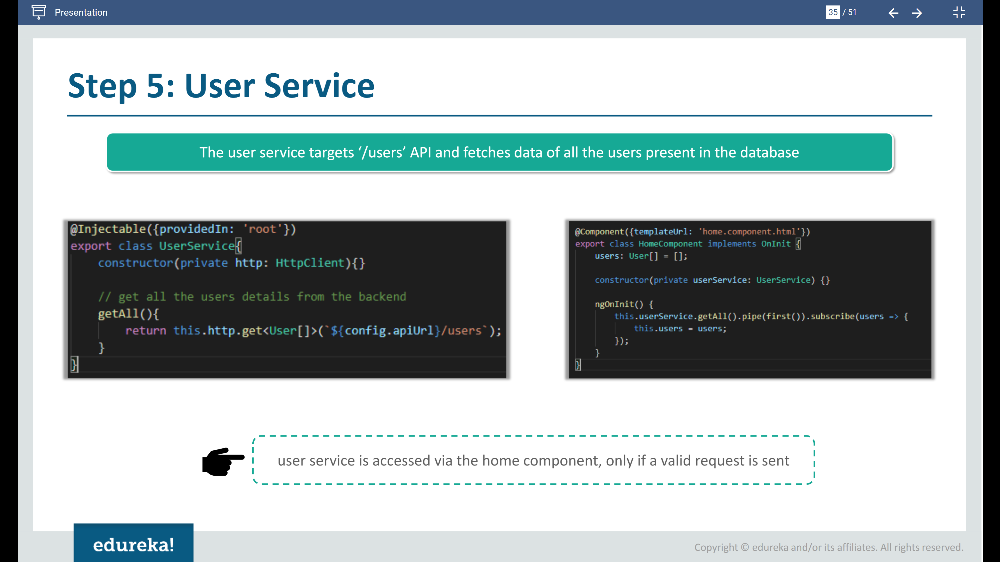 Presentation
35 / 51
Step 5: User Service
The user service targets ‘/users’ API and fetches data of all the users present in the database
@Injectable({providedIn: 'root'})
export class UserService{
    constructor(private http: HttpClient){}
    // get all the users details from the backend
    getAll(){
        return this.http.get<User[]>(`${config.apiUrl}/users`);
    }
}
@Component({templateUrl: 'home.component.html'})
export class HomeComponent implements OnInit {
    users: User[] = [];
    constructor(private userService: UserService) {}
    ngOnInit() {
        this.userService.getAll().pipe(first()).subscribe(users => {
            this.users = users;
        });
    }
}
user service is accessed via the home component, only if a valid request is sent
edureka!
Copyright © edureka and/or its affiliates. All rights reserved.